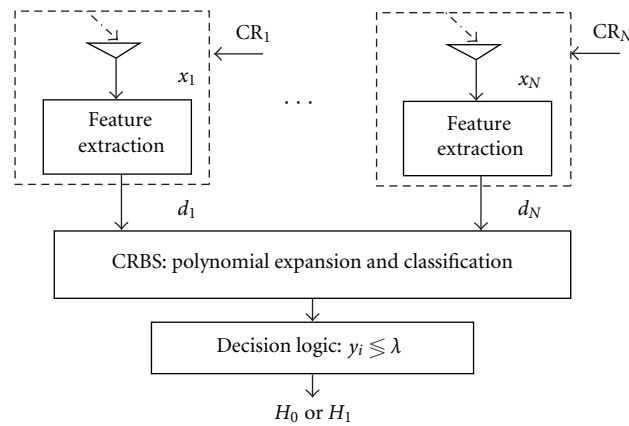 CR₁
CR_N
x₁
x_N
. . .
Feature
extraction
Feature
extraction
d₁
d_N
CRBS: polynomial expansion and classification
Decision logic: yᵢ ≶ λ
H₀ or H₁